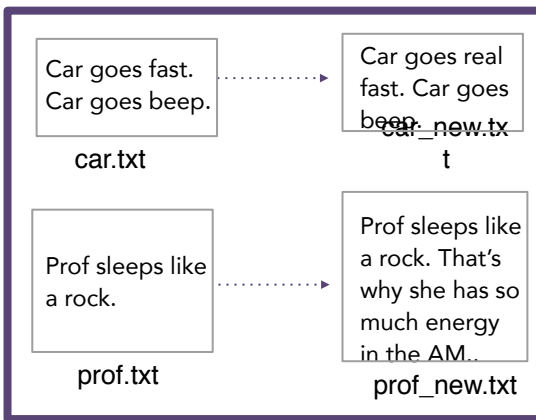 Car goes fast.
Car goes beep.
car.txt
Car goes real
fast. Car goes
beep.
car_new.tx
t
Prof sleeps like
a rock.
prof.txt
Prof sleeps like
a rock. That’s
why she has so
much energy
in the AM..
prof_new.txt